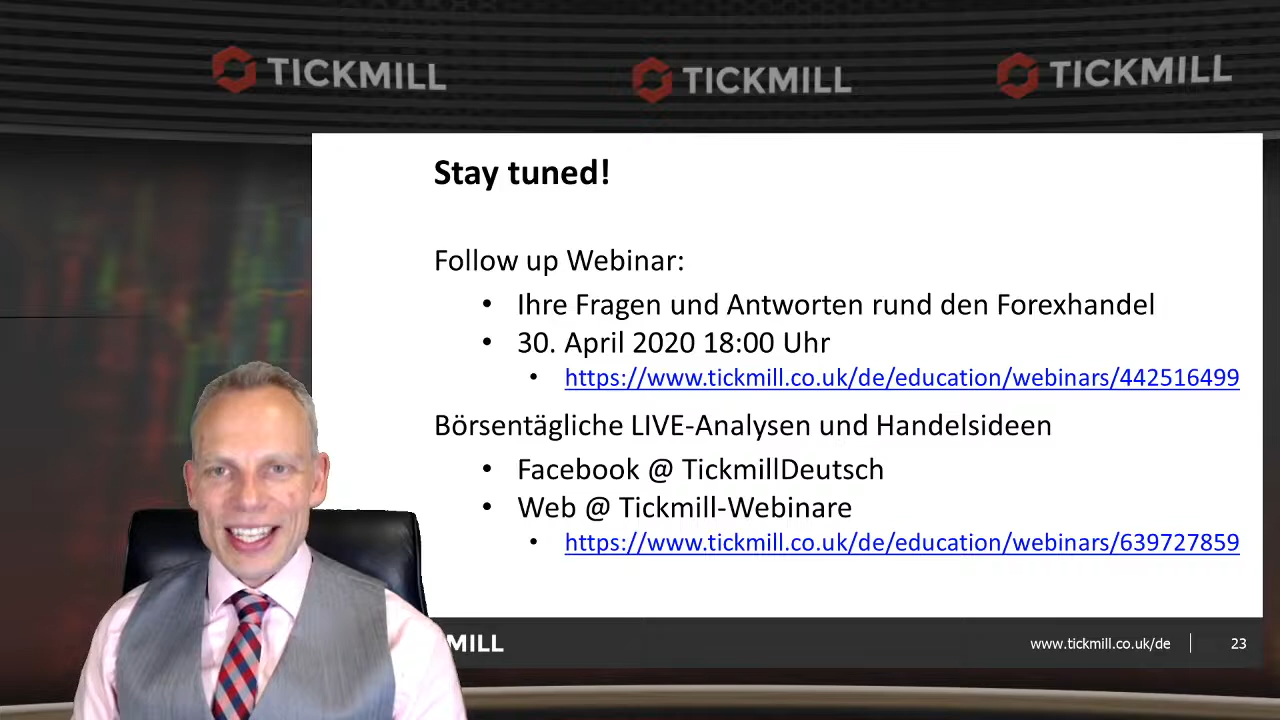 TICKMILL
TICKMILL
TICKMILL
Stay tuned!
Follow up Webinar:
• Ihre Fragen und Antworten rund den Forexhandel
• 30. April 2020 18:00 Uhr
• https://www.tickmill.co.uk/de/education/webinars/442516499
Börsentägliche LIVE-Analysen und Handelsideen
• Facebook @ TickmillDeutsch
• Web @ Tickmill-Webinare
• https://www.tickmill.co.uk/de/education/webinars/639727859
MILL
www.tickmill.co.uk/de
23